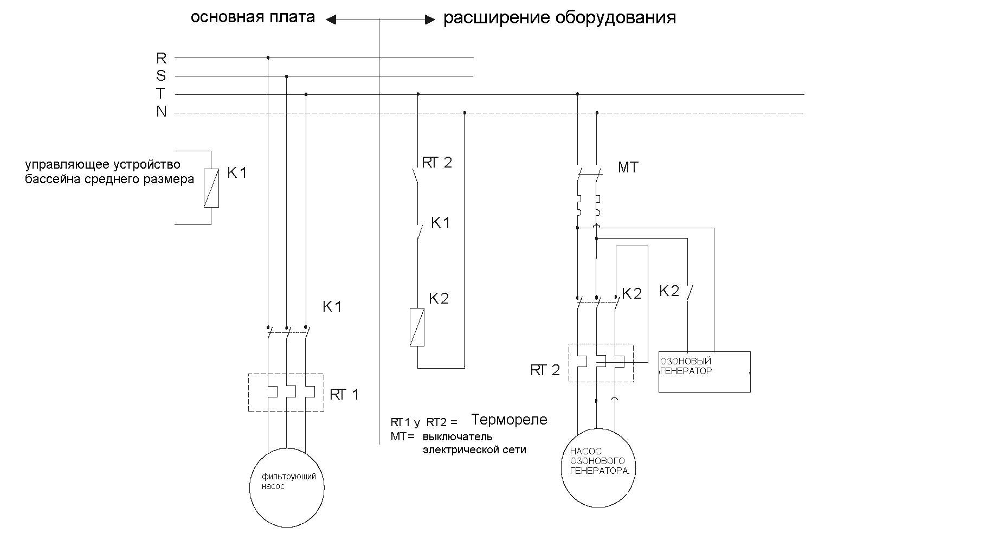 основная плата
расширение оборудования
R
S
T
N
управляющее устройство
бассейна среднего размера
K1
RT 2
MT
K1
K2
K1
K2
K2
RT 1
RT 2
ОЗОНОВЫЙ
ГЕНЕРАТОР
RT1 y RT2 = Термореле
MT= выключатель
электрической сети
фильтрующий
насос
НАСОС
ОЗОНОВОГО
ГЕНЕРАТОРА.